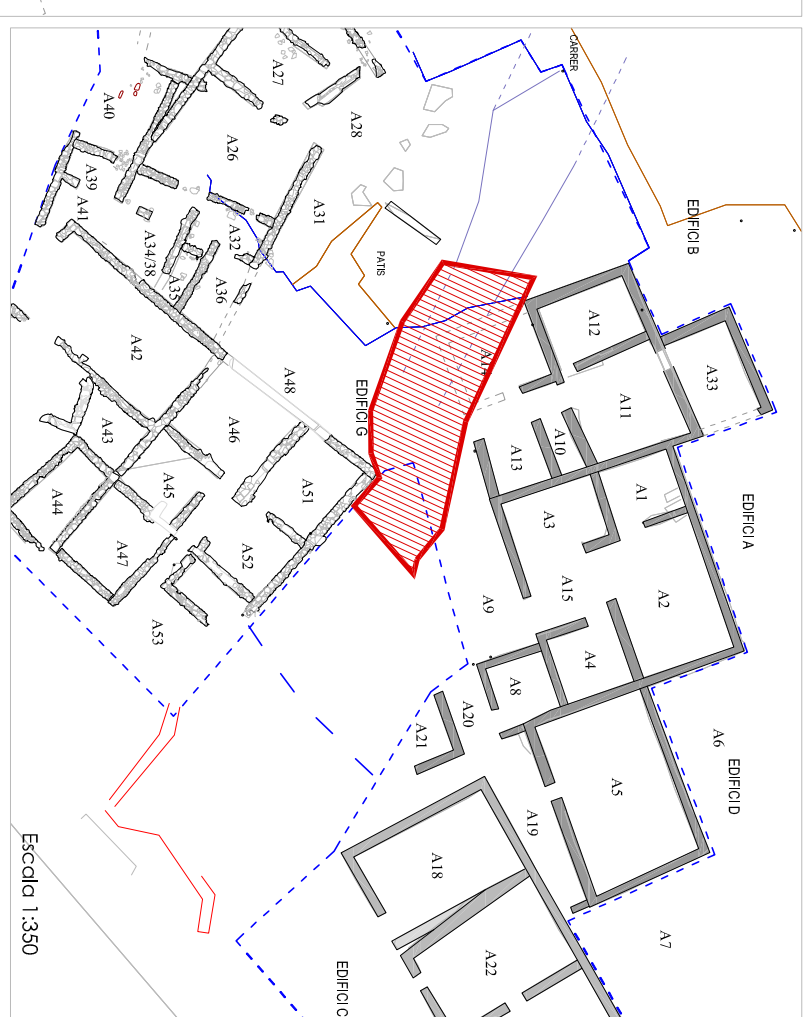 CARRER
A27
A40
A28
A26
A39
A41
A31
EDIFICI B
A32
A34/38
PATIS
A35
A36
A12
A42
A14
A33
A48
EDIFICI G
A11
A43
A46
A10
A13
A45
A51
A1
A44
A3
EDIFICI A
A47
A52
A15
A9
A2
A53
A4
A8
A20
A21
A6
EDIFICI D
A5
A19
Escala 1:350
A18
A7
A22
EDIFICI C